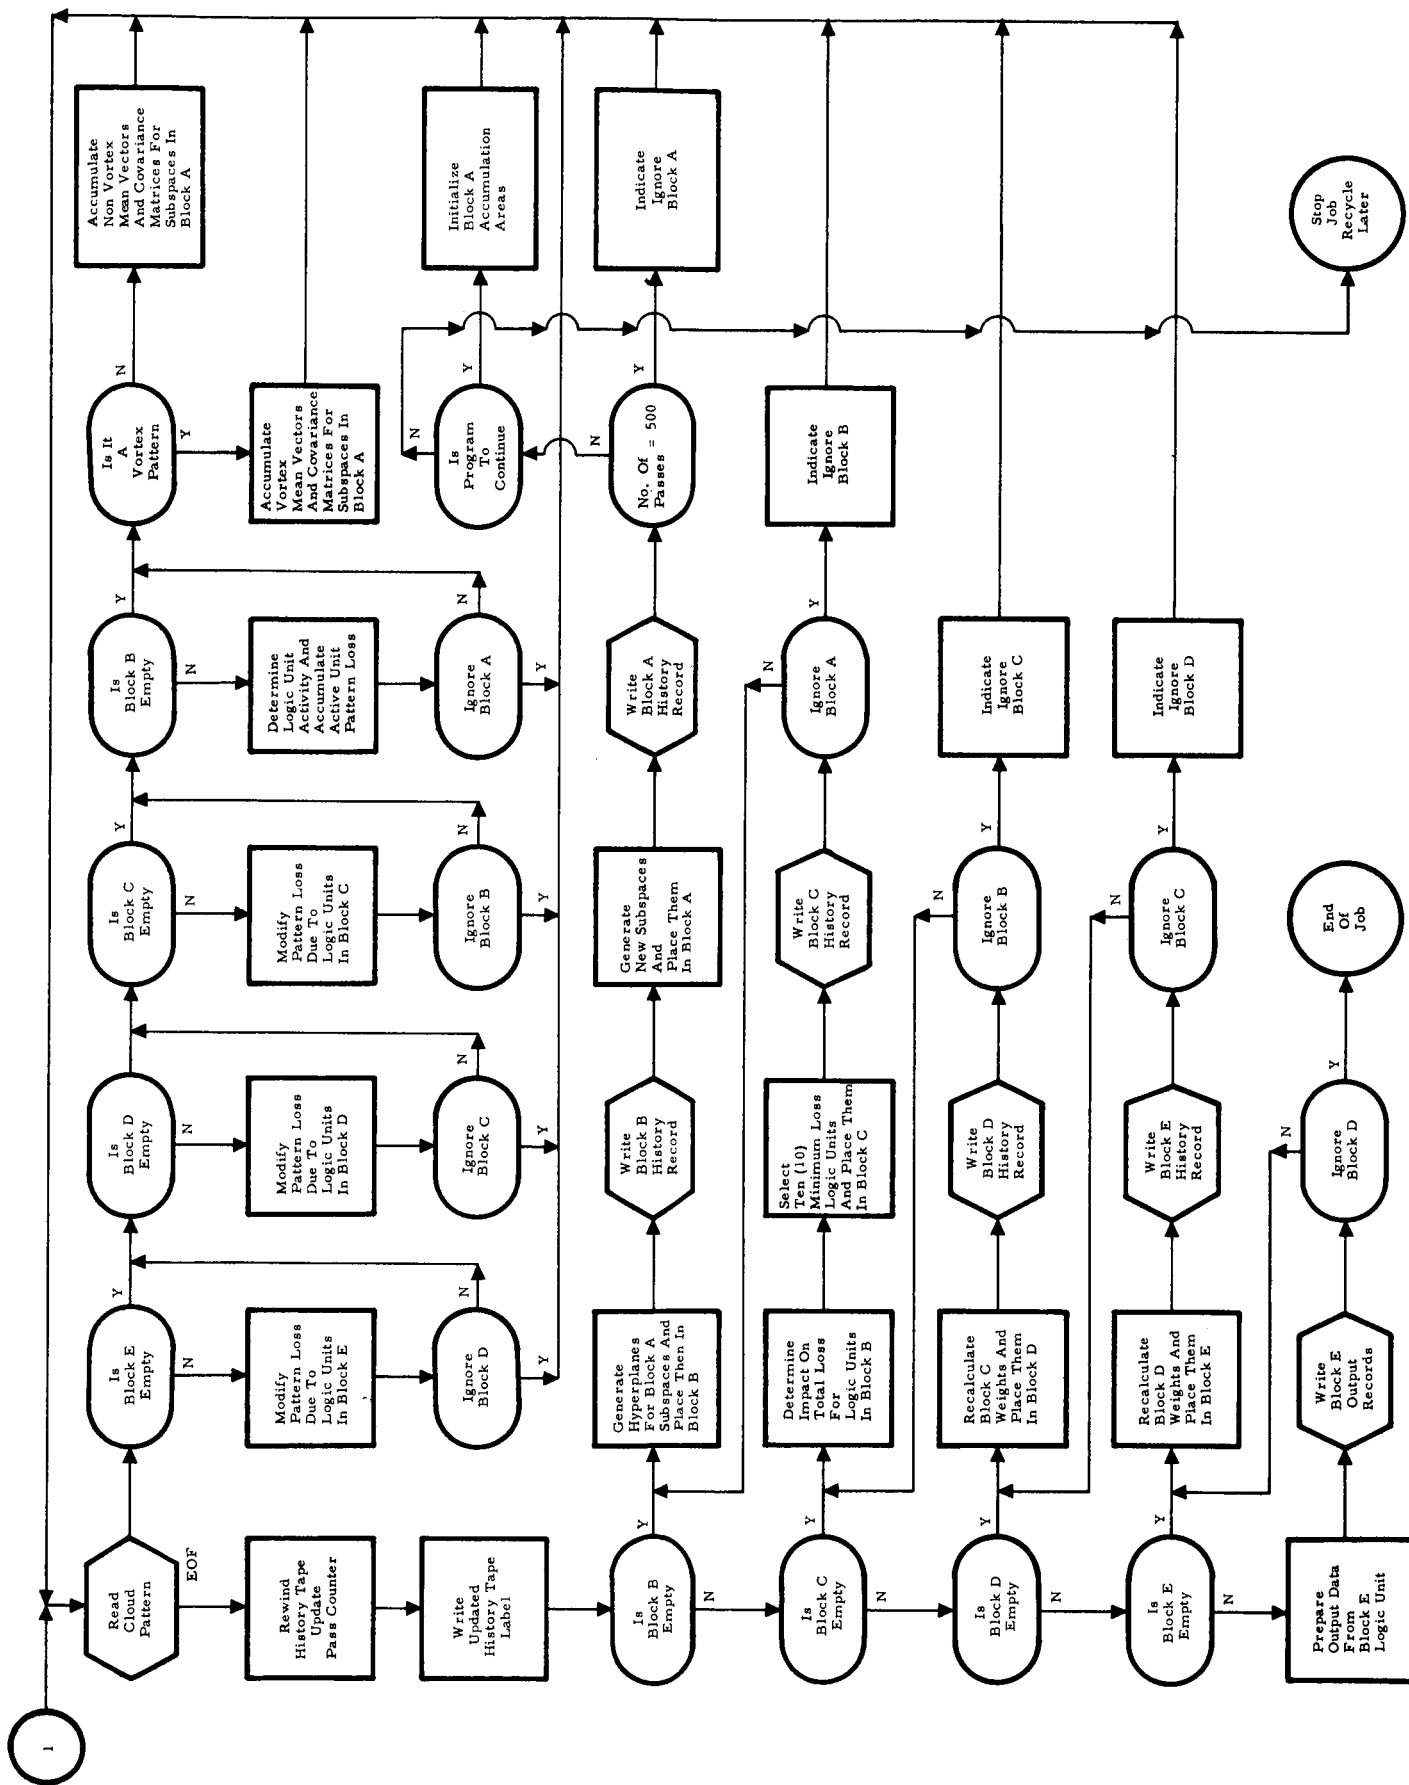 1
Read
Cloud
Pattern
EOF
Is
Block E
Empty
Y
N
Is
Block D
Empty
Y
N
Is
Block C
Empty
Y
N
Is
Block B
Empty
Y
N
Is It
A
Vortex
Pattern
N
Y
Accumulate
Non Vortex
Mean Vectors
And Covariance
Matrices For
Subspaces In
Block A
Rewind
History Tape
Update
Pass Counter
Modify
Pattern Loss
Due To
Logic Units
In Block E
Modify
Pattern Loss
Due To
Logic Units
In Block D
Modify
Pattern Loss
Due To
Logic Units
In Block C
Determine
Logic Unit
Activity And
Accumulate
Active Unit
Pattern Loss
Accumulate
Vortex
Mean Vectors
And Covariance
Matrices For
Subspaces In
Block A
Write
Updated
History Tape
Label
Ignore
Block D
N
Y
Ignore
Block C
N
Y
Ignore
Block B
N
Y
Ignore
Block A
N
Y
Is
Program
To
Continue
N
Y
Initialize
Block A
Accumulation
Areas
Is
Block B
Empty
Y
N
Generate
Hyperplanes
For Block A
Subspaces And
Place Then In
Block B
Write
Block B
History
Record
Generate
New Subspaces
And
Place Them
In Block A
Write
Block A
History
Record
No. Of = 500
Passes
N
Y
Indicate
Ignore
Block A
Is
Block C
Empty
Y
N
Determine
Impact On
Total Loss
For
Logic Units
In Block B
Select
Ten (10)
Minimum Loss
Logic Units
And Place Them
In Block C
Write
Block C
History
Record
Ignore
Block A
N
Y
Indicate
Ignore
Block B
Is
Block D
Empty
Y
N
Recalculate
Block C
Weights And
Place Them
In Block D
Write
Block D
History
Record
Ignore
Block B
N
Y
Indicate
Ignore
Block C
Is
Block E
Empty
Y
N
Recalculate
Block D
Weights And
Place Them
In Block E
Write
Block E
History
Record
Ignore
Block C
N
Y
Indicate
Ignore
Block D
Prepare
Output Data
From
Block E
Logic Unit
Write
Block E
Output
Records
Ignore
Block D
N
Y
End
Of
Job
Stop
Job
Recycle
Later